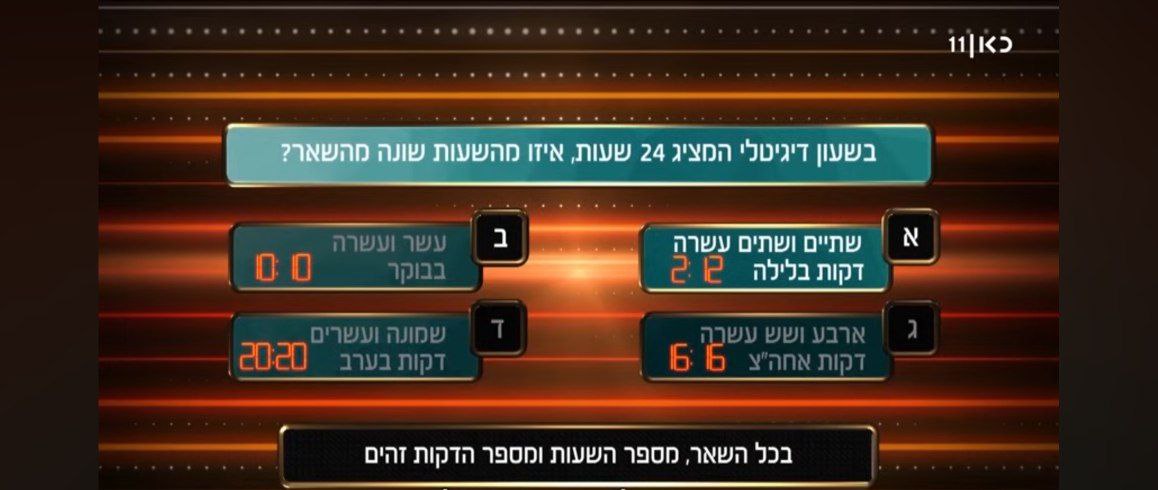 כאן 11
בשעון דיגיטלי המציג 24 שעות, איזו מהשעות שונה מהשאר?
א
שתיים ושתים עשרה
דקות בלילה
2:12
ב
עשר ועשרה
בבוקר
10:10
ג
ארבע ושש עשרה
דקות אחה"צ
16:16
ד
שמונה ועשרים
דקות בערב
20:20
בכל השאר, מספר השעות ומספר הדקות זהים